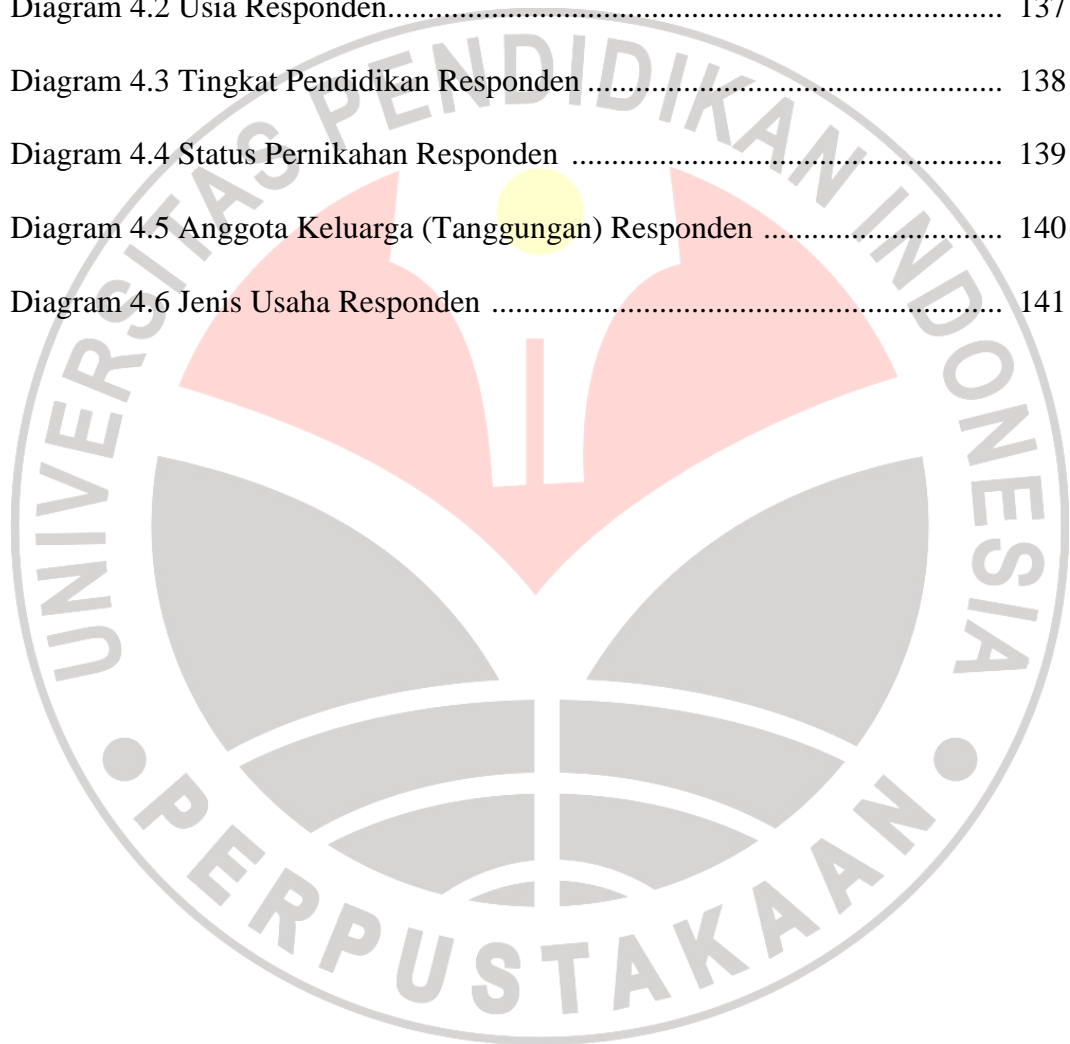 Diagram 4.2 Usia Responden........................................................................... 137
Diagram 4.3 Tingkat Pendidikan Responden ................................................... 138
Diagram 4.4 Status Pernikahan Responden ..................................................... 139
Diagram 4.5 Anggota Keluarga (Tanggungan) Responden ............................. 140
Diagram 4.6 Jenis Usaha Responden ............................................................... 141
UNIVERSITAS PENDIDIKAN INDONESIA
PERPUSTAKAAN